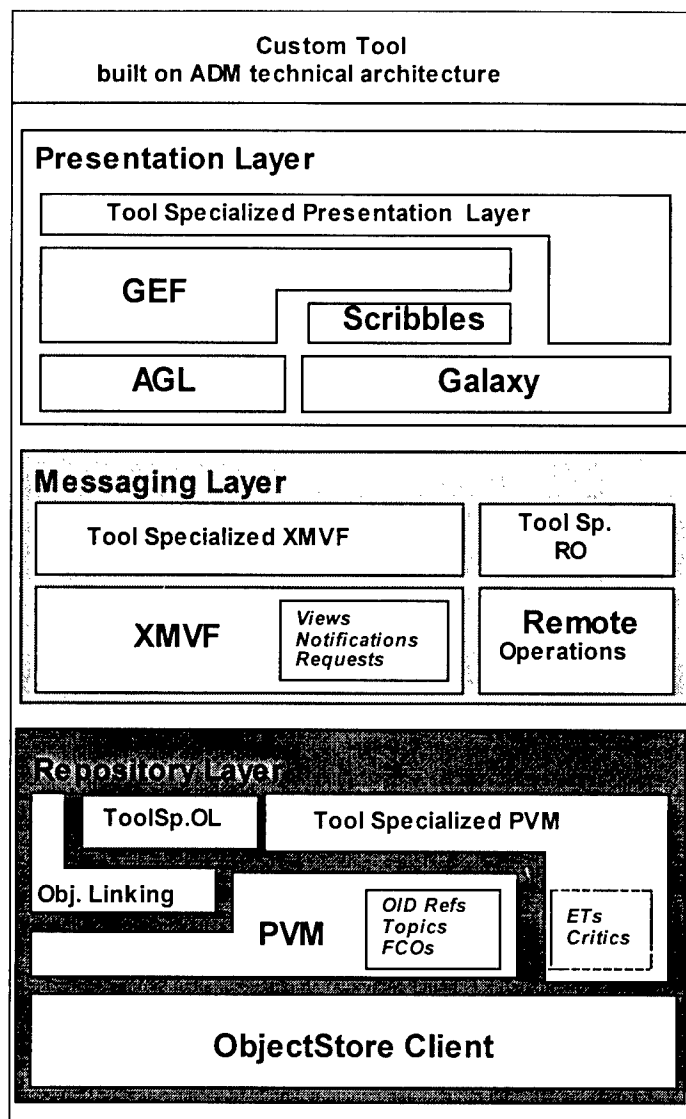 Custom Tool
built on ADM technical architecture
Presentation Layer
Tool Specialized Presentation Layer
GEF
Scribbles
AGL
Galaxy
Messaging Layer
Tool Specialized XMVF
Tool Sp.
RO
XMVF
Views
Notifications
Requests
Remote
Operations
Repository Layer
ToolSp.OL
Tool Specialized PVM
Obj. Linking
PVM
OID Refs
Topics
FCOs
ETs
Critics
ObjectStore Client